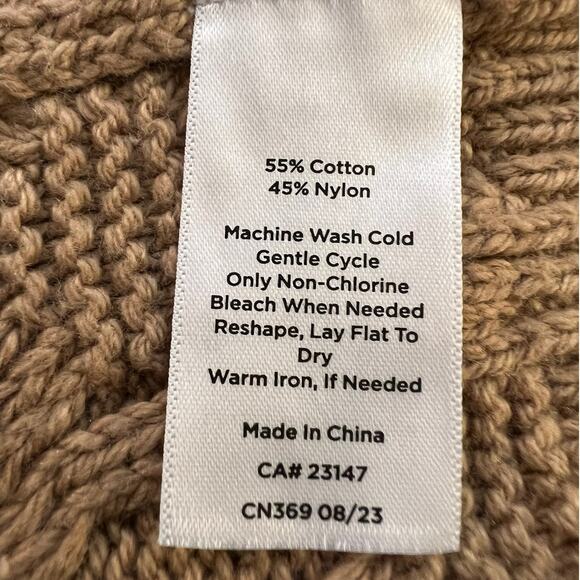 55% Cotton
45% Nylon
Machine Wash Cold
Gentle Cycle
Only Non-Chlorine
Bleach When Needed
Reshape, Lay Flat To
Dry
Warm Iron, If Needed
Made In China
CA# 23147
CN369 08/23